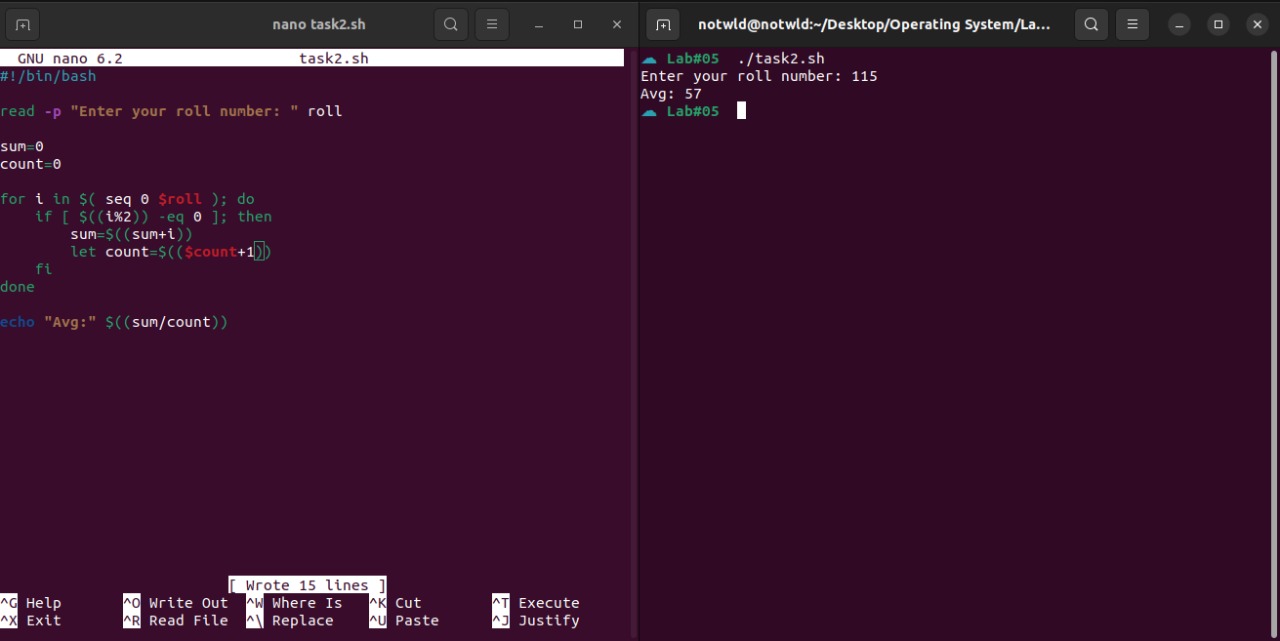 nano task2.sh
GNU nano 6.2 task2.sh
#!/bin/bash
read -p "Enter your roll number: " roll
sum=0
count=0
for i in $( seq 0 $roll ); do
    if [ $((i%2)) -eq 0 ]; then
        sum=$((sum+i))
        let count=$(($count+1))
    fi
done
echo "Avg:" $((sum/count))
[ Wrote 15 lines ]
^G Help ^O Write Out ^W Where Is ^K Cut ^T Execute
^X Exit ^R Read File ^\ Replace ^U Paste ^J Justify
notwld@notwld:~/Desktop/Operating System/La...
Lab#05 ./task2.sh
Enter your roll number: 115
Avg: 57
Lab#05